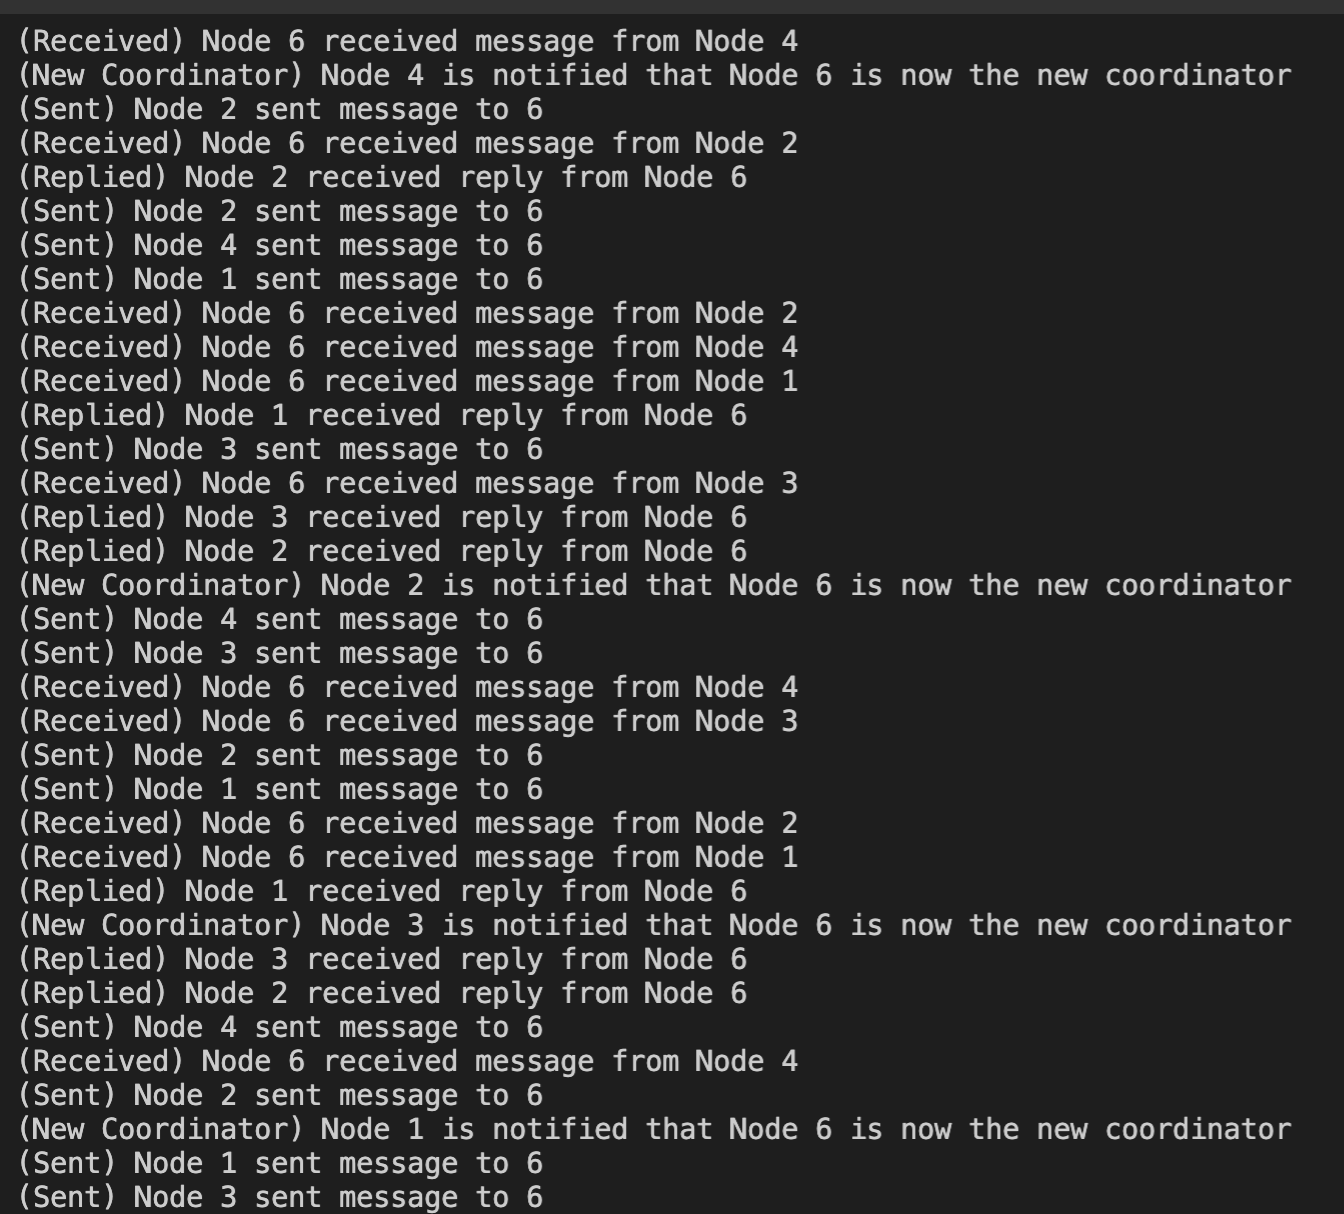 (Received) Node 6 received message from Node 4
(New Coordinator) Node 4 is notified that Node 6 is now the new coordinator
(Sent) Node 2 sent message to 6
(Received) Node 6 received message from Node 2
(Replied) Node 2 received reply from Node 6
(Sent) Node 2 sent message to 6
(Sent) Node 4 sent message to 6
(Sent) Node 1 sent message to 6
(Received) Node 6 received message from Node 2
(Received) Node 6 received message from Node 4
(Received) Node 6 received message from Node 1
(Replied) Node 1 received reply from Node 6
(Sent) Node 3 sent message to 6
(Received) Node 6 received message from Node 3
(Replied) Node 3 received reply from Node 6
(Replied) Node 2 received reply from Node 6
(New Coordinator) Node 2 is notified that Node 6 is now the new coordinator
(Sent) Node 4 sent message to 6
(Sent) Node 3 sent message to 6
(Received) Node 6 received message from Node 4
(Received) Node 6 received message from Node 3
(Sent) Node 2 sent message to 6
(Sent) Node 1 sent message to 6
(Received) Node 6 received message from Node 2
(Received) Node 6 received message from Node 1
(Replied) Node 1 received reply from Node 6
(New Coordinator) Node 3 is notified that Node 6 is now the new coordinator
(Replied) Node 3 received reply from Node 6
(Replied) Node 2 received reply from Node 6
(Sent) Node 4 sent message to 6
(Received) Node 6 received message from Node 4
(Sent) Node 2 sent message to 6
(New Coordinator) Node 1 is notified that Node 6 is now the new coordinator
(Sent) Node 1 sent message to 6
(Sent) Node 3 sent message to 6